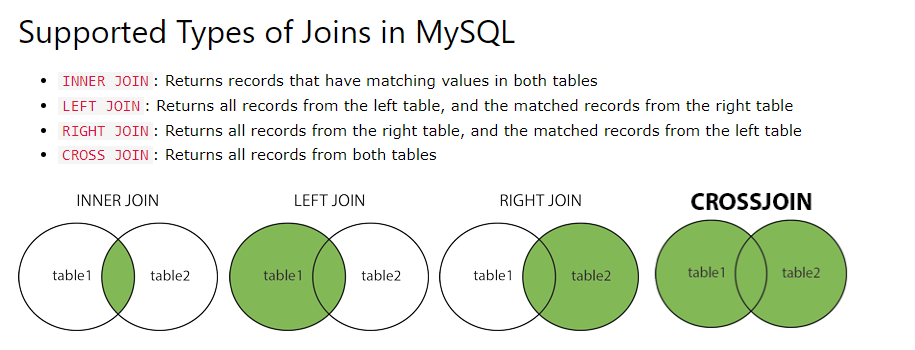 Supported Types of Joins in MySQL
• INNER JOIN: Returns records that have matching values in both tables
• LEFT JOIN: Returns all records from the left table, and the matched records from the right table
• RIGHT JOIN: Returns all records from the right table, and the matched records from the left table
• CROSS JOIN: Returns all records from both tables
INNER JOIN LEFT JOIN RIGHT JOIN CROSSJOIN
table1 table2 table1 table2 table1 table2 table1 table2